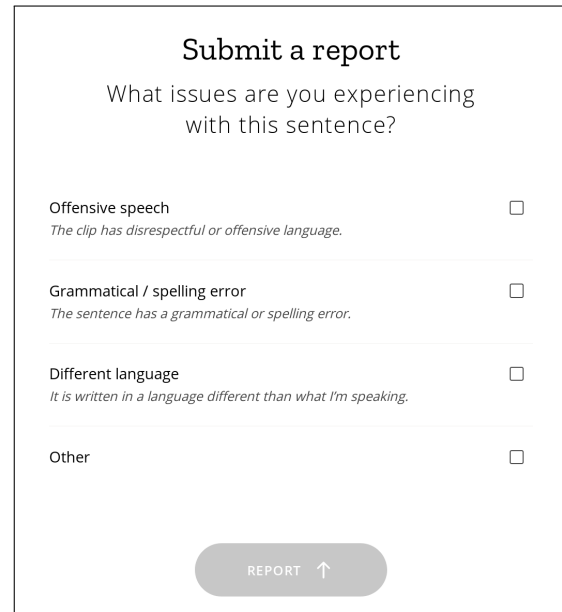 Submit a report
What issues are you experiencing
with this sentence?
Offensive speech
The clip has disrespectful or offensive language.
Grammatical / spelling error
The sentence has a grammatical or spelling error.
Different language
It is written in a language different than what I'm speaking.
Other
REPORT